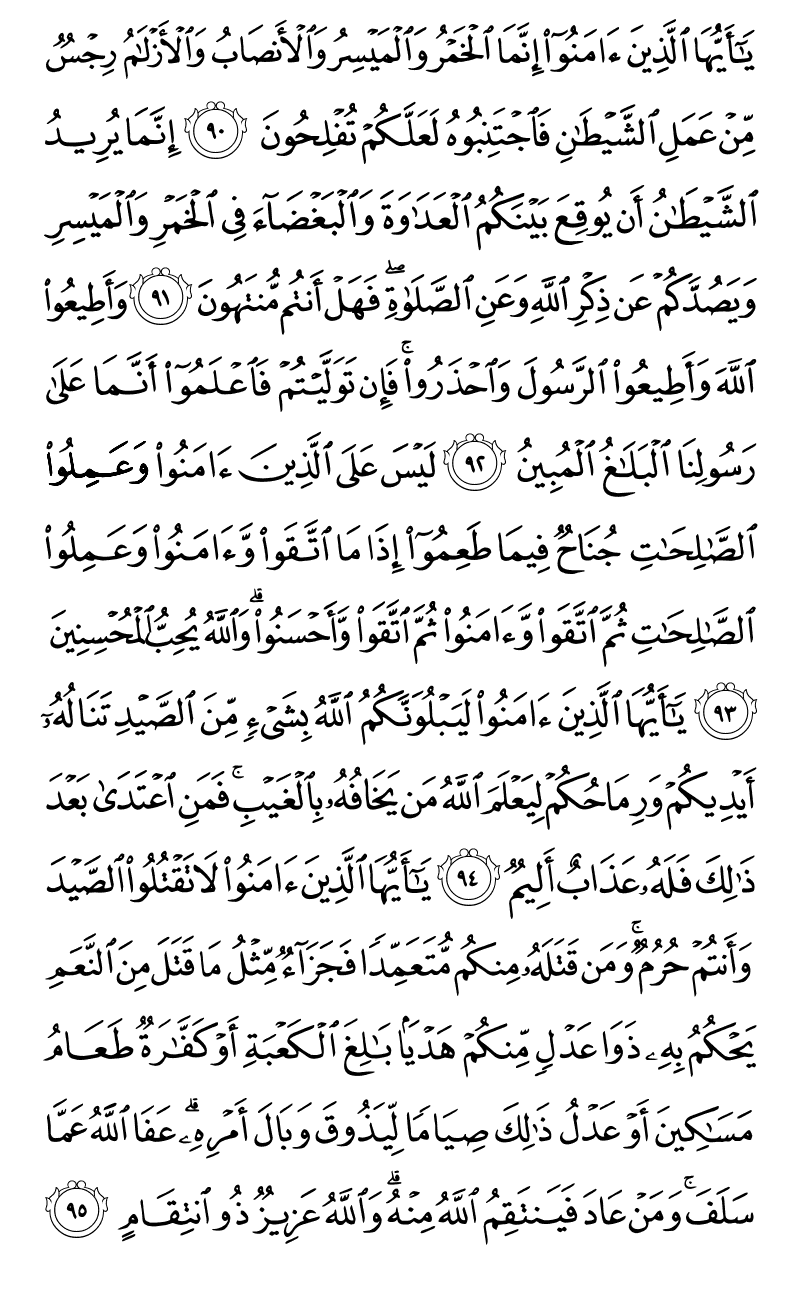 يَٰٓأَيُّهَا ٱلَّذِينَ ءَامَنُوٓا۟ إِنَّمَا ٱلْخَمْرُ وَٱلْمَيْسِرُ وَٱلْأَنصَابُ وَٱلْأَزْلَٰمُ رِجْسٌ
مِّنْ عَمَلِ ٱلشَّيْطَٰنِ فَٱجْتَنِبُوهُ لَعَلَّكُمْ تُفْلِحُونَ ٩٠ إِنَّمَا يُرِيدُ
ٱلشَّيْطَٰنُ أَن يُوقِعَ بَيْنَكُمُ ٱلْعَدَٰوَةَ وَٱلْبَغْضَآءَ فِى ٱلْخَمْرِ وَٱلْمَيْسِرِ
وَيَصُدَّكُمْ عَن ذِكْرِ ٱللَّهِ وَعَنِ ٱلصَّلَوٰةِ ۖ فَهَلْ أَنتُم مُّنتَهُونَ ٩١ وَأَطِيعُوا۟
ٱللَّهَ وَأَطِيعُوا۟ ٱلرَّسُولَ وَٱحْذَرُوا۟ ۚ فَإِن تَوَلَّيْتُمْ فَٱعْلَمُوٓا۟ أَنَّمَا عَلَىٰ
رَسُولِنَا ٱلْبَلَٰغُ ٱلْمُبِينُ ٩٢ لَيْسَ عَلَى ٱلَّذِينَ ءَامَنُوا۟ وَعَمِلُوا۟
ٱلصَّٰلِحَٰتِ جُنَاحٌ فِيمَا طَعِمُوٓا۟ إِذَا مَا ٱتَّقَوا۟ وَّءَامَنُوا۟ وَعَمِلُوا۟
ٱلصَّٰلِحَٰتِ ثُمَّ ٱتَّقَوا۟ وَّءَامَنُوا۟ ثُمَّ ٱتَّقَوا۟ وَّأَحْسَنُوا۟ ۗ وَٱللَّهُ يُحِبُّ ٱلْمُحْسِنِينَ
٩٣ يَٰٓأَيُّهَا ٱلَّذِينَ ءَامَنُوا۟ لَيَبْلُوَنَّكُمُ ٱللَّهُ بِشَىْءٍ مِّنَ ٱلصَّيْدِ تَنَالُهُۥٓ
أَيْدِيكُمْ وَرِمَاحُكُمْ لِيَعْلَمَ ٱللَّهُ مَن يَخَافُهُۥ بِٱلْغَيْبِ ۚ فَمَنِ ٱعْتَدَىٰ بَعْدَ
ذَٰلِكَ فَلَهُۥ عَذَابٌ أَلِيمٌ ٩٤ يَٰٓأَيُّهَا ٱلَّذِينَ ءَامَنُوا۟ لَا تَقْتُلُوا۟ ٱلصَّيْدَ
وَأَنتُمْ حُرُمٌ ۚ وَمَن قَتَلَهُۥ مِنكُم مُّتَعَمِّدًا فَجَزَآءٌ مِّثْلُ مَا قَتَلَ مِنَ ٱلنَّعَمِ
يَحْكُمُ بِهِۦ ذَوَا عَدْلٍ مِّنكُمْ هَدْيًۢا بَٰلِغَ ٱلْكَعْبَةِ أَوْ كَفَّٰرَةٌ طَعَامُ
مَسَٰكِينَ أَوْ عَدْلُ ذَٰلِكَ صِيَامًا لِّيَذُوقَ وَبَالَ أَمْرِهِۦ ۗ عَفَا ٱللَّهُ عَمَّا
سَلَفَ ۚ وَمَنْ عَادَ فَيَنتَقِمُ ٱللَّهُ مِنْهُ ۗ وَٱللَّهُ عَزِيزٌ ذُو ٱنتِقَامٍ ٩٥